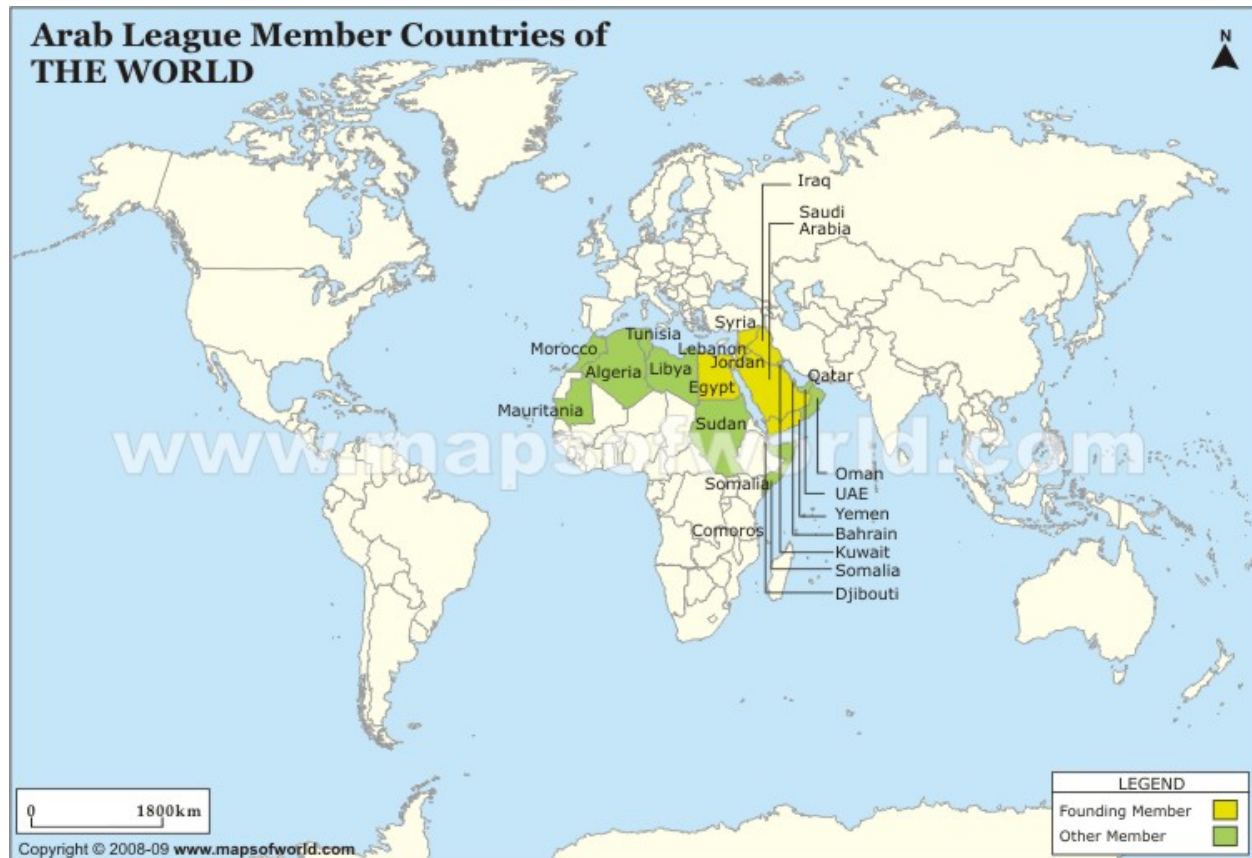 Arab League Member Countries of
THE WORLD
N
Iraq
Saudi
Arabia
Syria
Tunisia
Lebanon
Morocco
Jordan
Algeria
Libya
Qatar
Egypt
Mauritania
Sudan
www.mapsofworld.com
Oman
Somalia
UAE
Yemen
Comoros
Bahrain
Kuwait
Somalia
Djibouti
LEGEND
Founding Member
Other Member
0 1800km
Copyright © 2008-09 www.mapsofworld.com